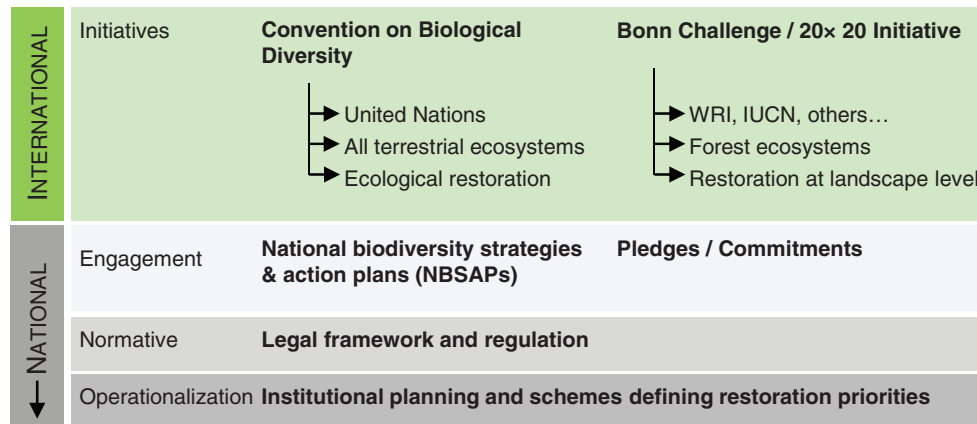 INTERNATIONAL
Initiatives
Convention on Biological
Diversity
United Nations
All terrestrial ecosystems
Ecological restoration
Bonn Challenge / 20× 20 Initiative
WRI, IUCN, others…
Forest ecosystems
Restoration at landscape level
NATIONAL
Engagement
National biodiversity strategies
& action plans (NBSAPs)
Pledges / Commitments
Normative
Legal framework and regulation
Operationalization
Institutional planning and schemes defining restoration priorities